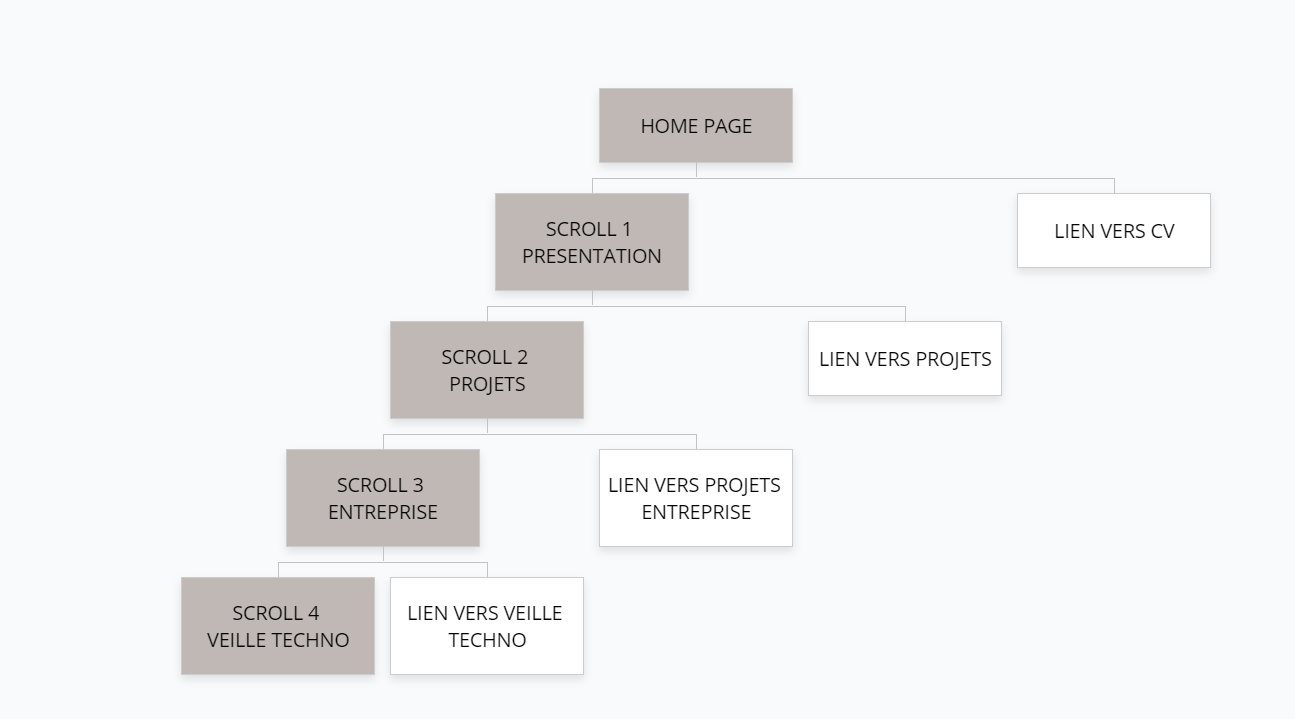 HOME PAGE
SCROLL 1
PRESENTATION
LIEN VERS CV
SCROLL 2
PROJETS
LIEN VERS PROJETS
SCROLL 3
ENTREPRISE
LIEN VERS PROJETS
ENTREPRISE
SCROLL 4
VEILLE TECHNO
LIEN VERS VEILLE
TECHNO